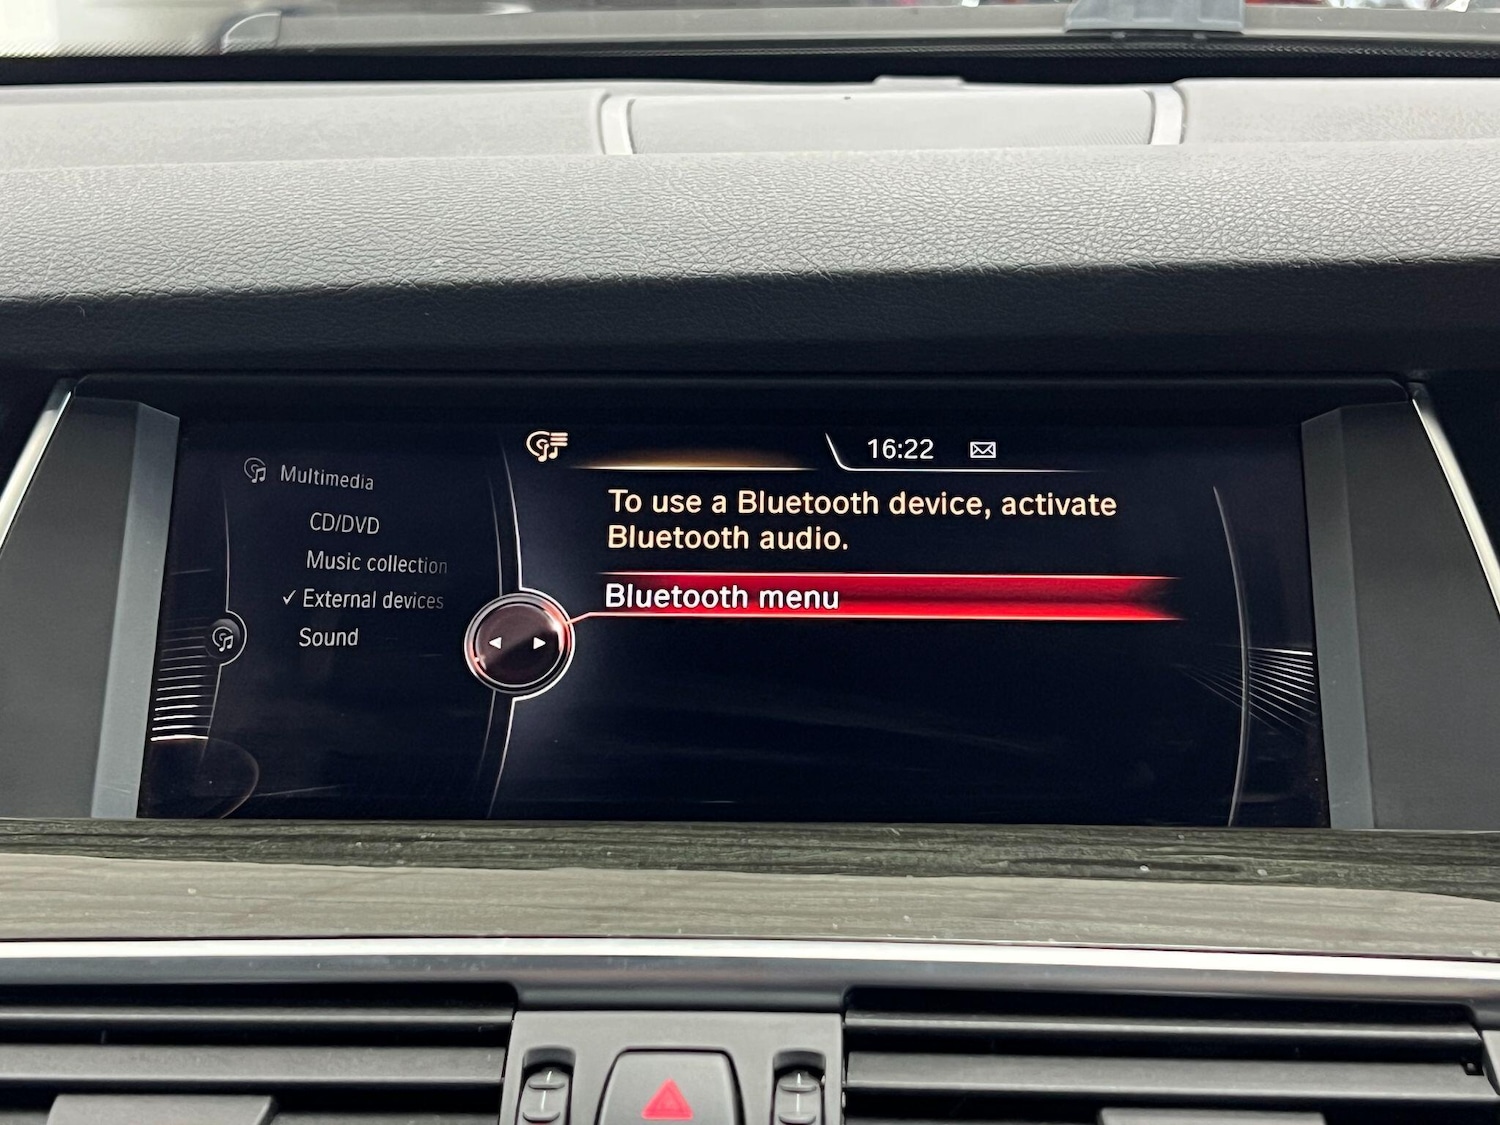 Multimedia
CD/DVD
Music collection
✓ External devices
Sound
16:22
To use a Bluetooth device, activate
Bluetooth audio.
Bluetooth menu